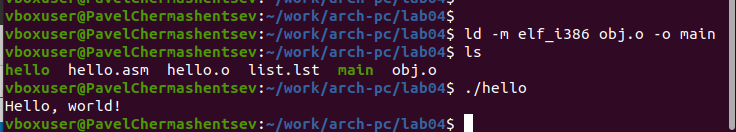 vboxuser@PavelChermashentsev:~/work/arch-pc/lab04$
vboxuser@PavelChermashentsev:~/work/arch-pc/lab04$ ld -m elf_i386 obj.o -o main
vboxuser@PavelChermashentsev:~/work/arch-pc/lab04$ ls
hello  hello.asm  hello.o  list.lst  main  obj.o
vboxuser@PavelChermashentsev:~/work/arch-pc/lab04$ ./hello
Hello, world!
vboxuser@PavelChermashentsev:~/work/arch-pc/lab04$